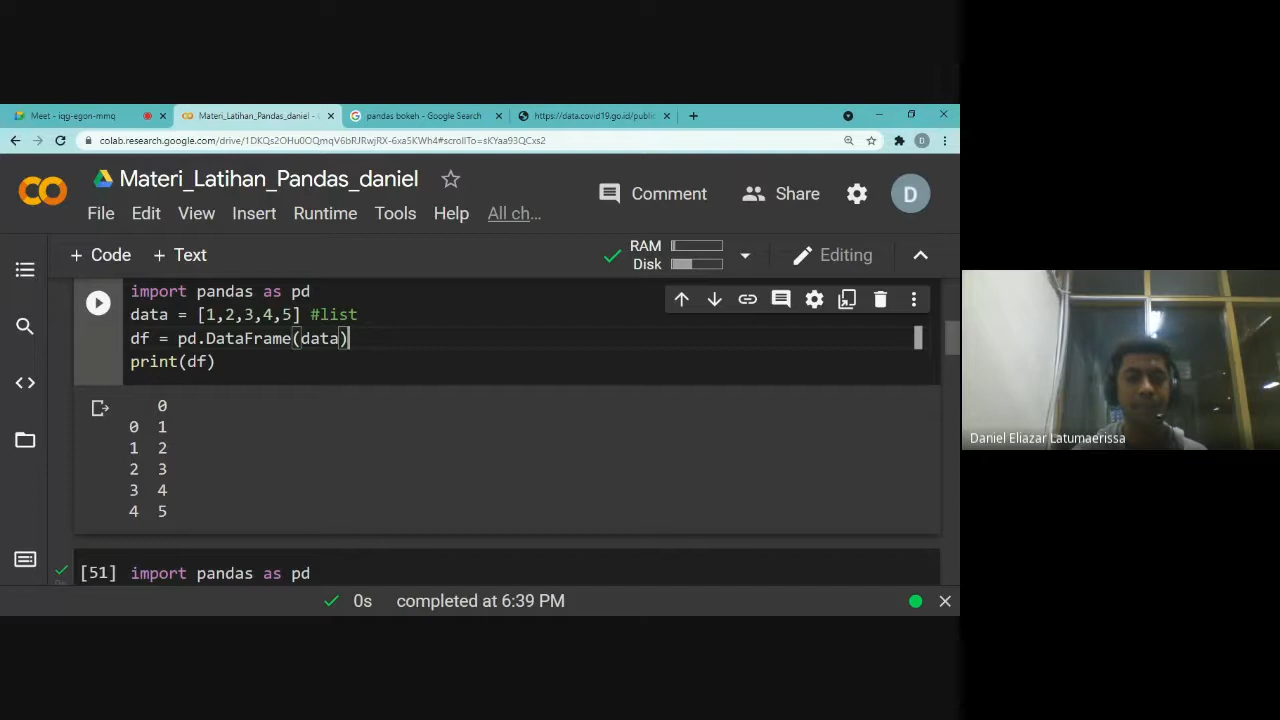 Meet - iqg-egon-mmq
Materi_Latihan_Pandas_daniel -
pandas bokeh - Google Search
https://data.covid19.go.id/public
colab.research.google.com/drive/1DKQs2OHu0OQmqV6bRJRwjRX-6xa5KWh4#scrollTo=sKYaa93QCxs2
Materi_Latihan_Pandas_daniel
Comment
Share
D
File Edit View Insert Runtime Tools Help All ch...
+ Code + Text
RAM
Disk
Editing
import pandas as pd
data = [1,2,3,4,5] #list
df = pd.DataFrame(data)
print(df)
0
0 1
1 2
2 3
3 4
4 5
[51] import pandas as pd
0s completed at 6:39 PM
Daniel Eliazar Latumaerissa